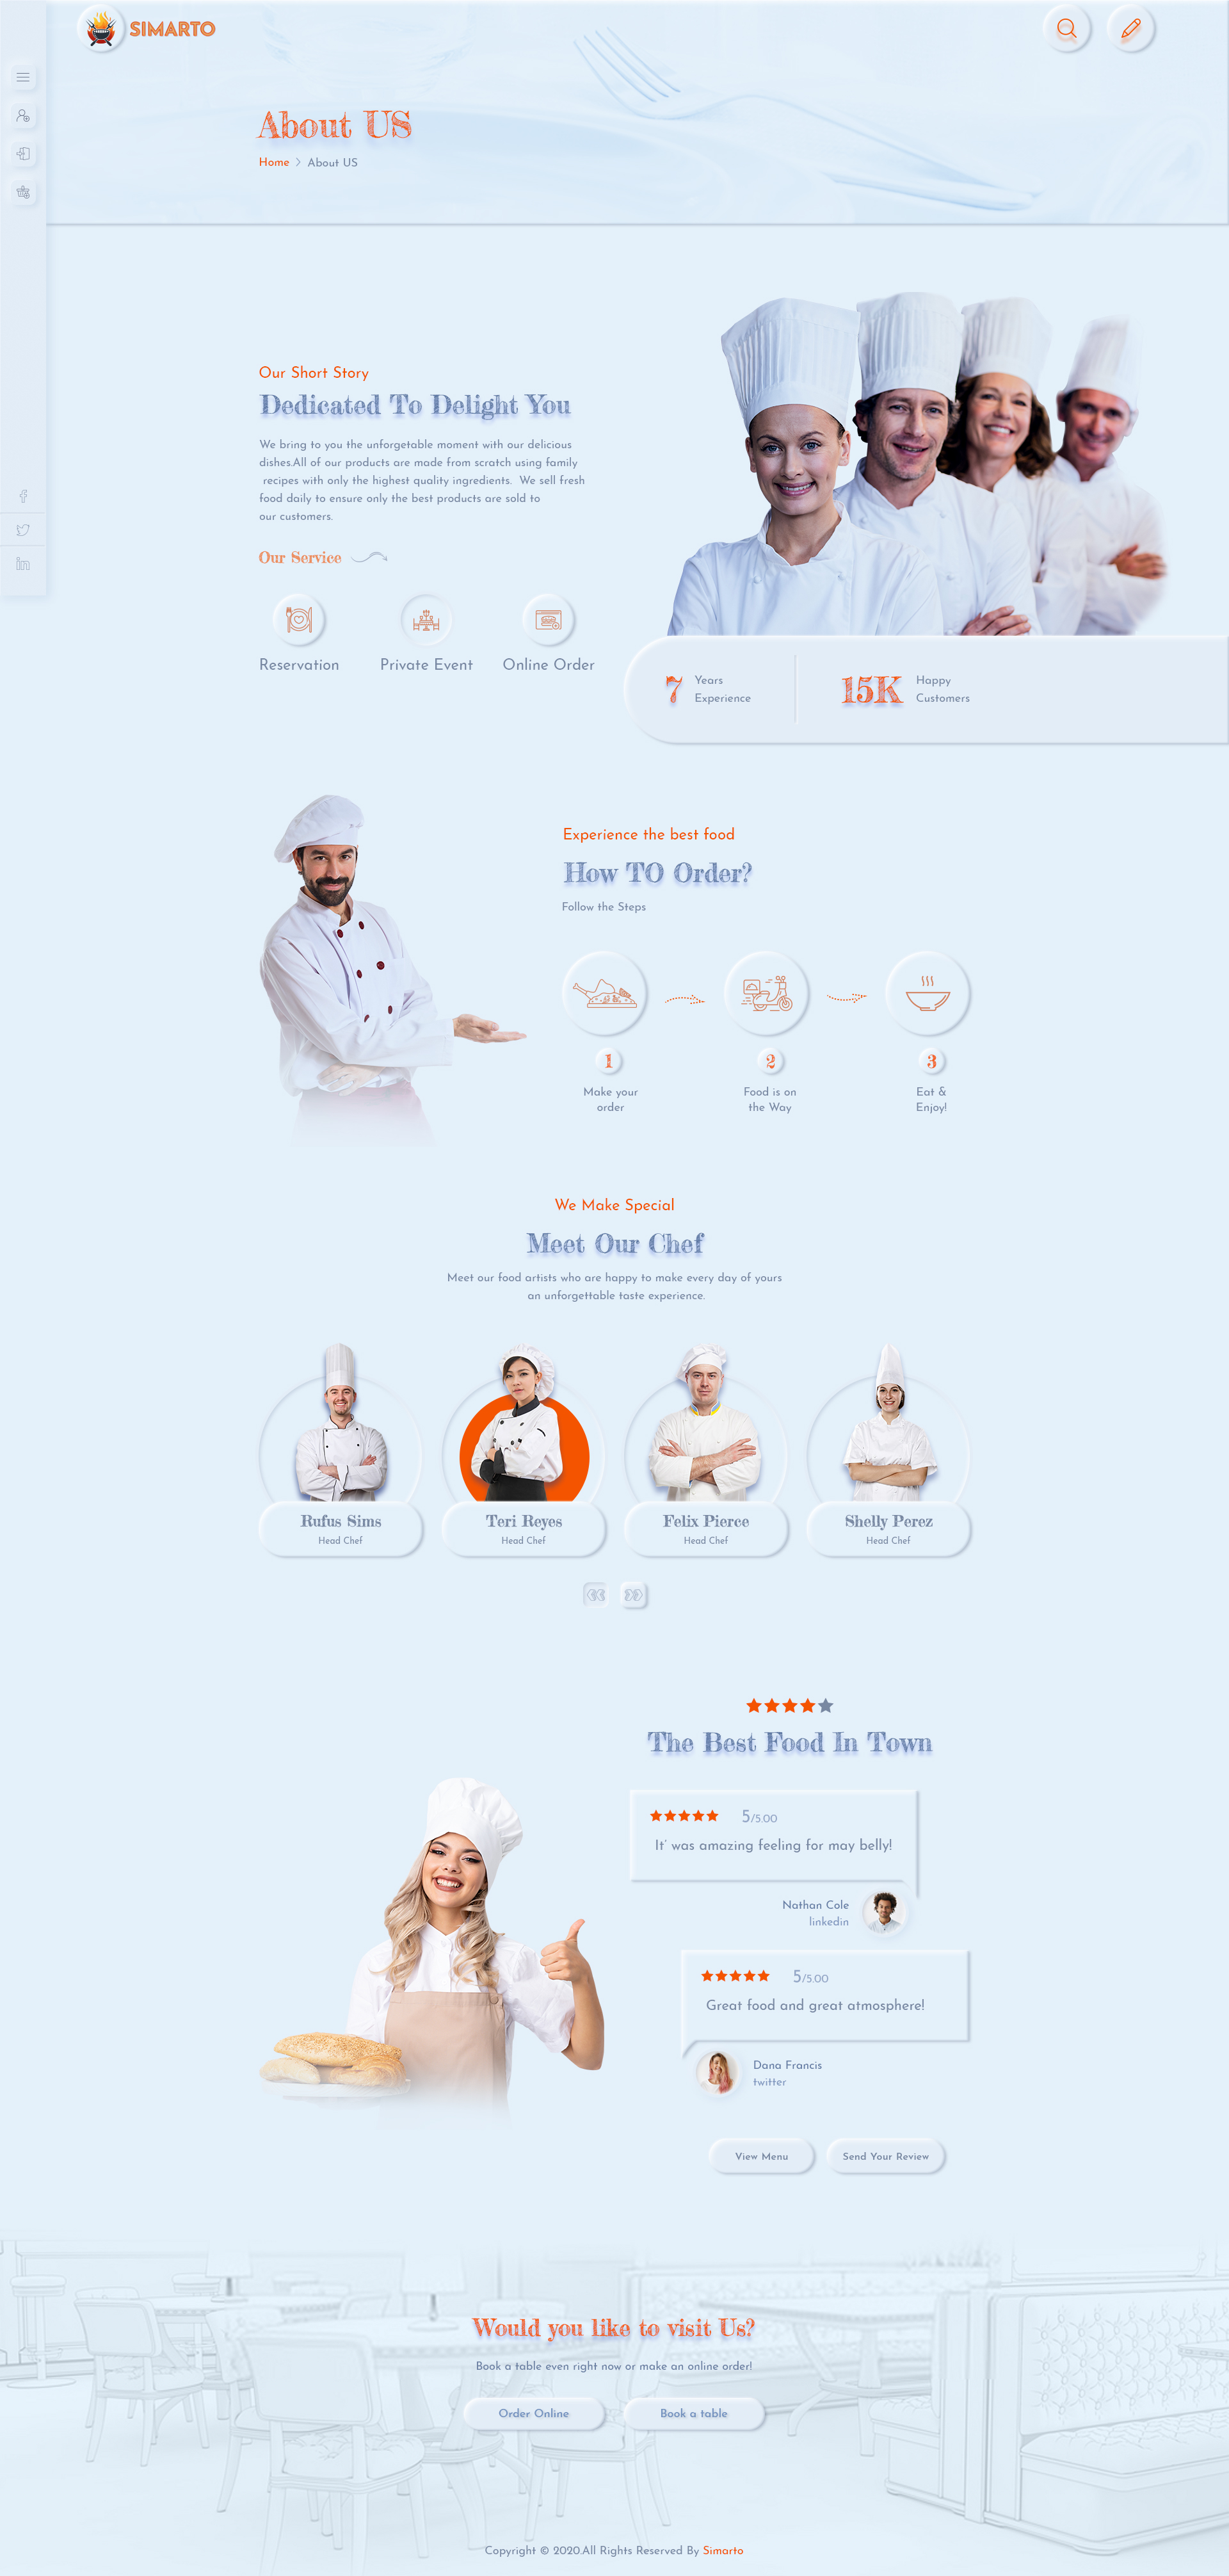 SIMARTO
About US
Home
About US
Our Short Story
Dedicated To Delight You
We bring to you the unforgetable moment with our delicious
dishes.All of our products are made from scratch using family
recipes with only the highest quality ingredients. We sell fresh
food daily to ensure only the best products are sold to
our customers.
Our Service
Reservation
Private Event
Online Order
7
Years
Experience
15K
Happy
Customers
Experience the best food
How TO Order?
Follow the Steps
1
Make your
order
2
Food is on
the Way
3
Eat &
Enjoy!
We Make Special
Meet Our Chef
Meet our food artists who are happy to make every day of yours
an unforgettable taste experience.
Rufus Sims
Head Chef
Teri Reyes
Head Chef
Felix Pierce
Head Chef
Shelly Perez
Head Chef
The Best Food In Town
5/5.00
It' was amazing feeling for may belly!
Nathan Cole
linkedin
5/5.00
Great food and great atmosphere!
Dana Francis
twitter
View Menu
Send Your Review
Would you like to visit Us?
Book a table even right now or make an online order!
Order Online
Book a table
Copyright © 2020.All Rights Reserved By Simarto